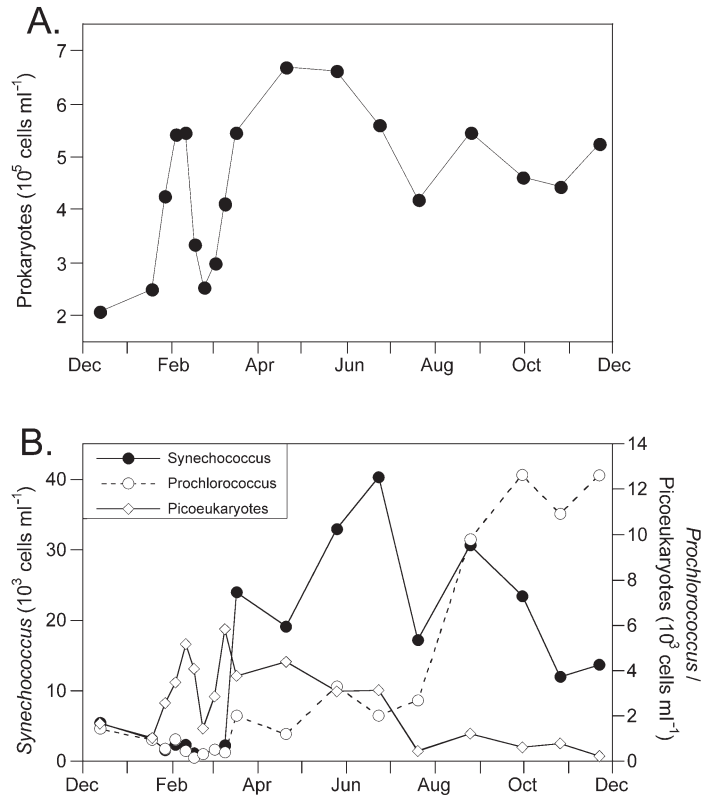 A.
Prokaryotes (10⁵ cells ml⁻¹)
7
6
5
4
3
2
Dec Feb Apr Jun Aug Oct Dec
B.
Synechococcus (10³ cells ml⁻¹)
40
30
20
10
0
Synechococcus
Prochlorococcus
Picoeukaryotes
14
12
10
8
6
4
2
0
Prochlorococcus /
Picoeukaryotes (10³ cells ml⁻¹)
Dec Feb Apr Jun Aug Oct Dec